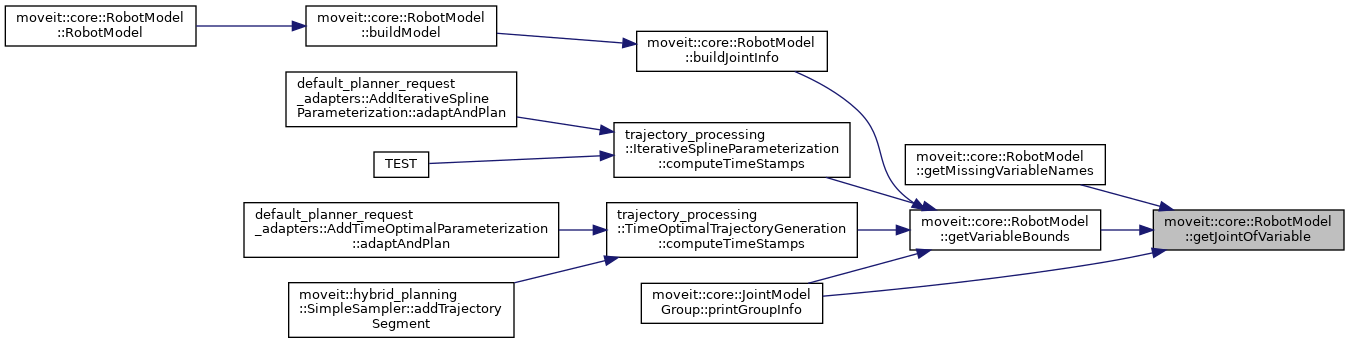 moveit::core::RobotModel
::RobotModel
moveit::core::RobotModel
::buildModel
moveit::core::RobotModel
::buildJointInfo
default_planner_request
_adapters::AddIterativeSpline
Parameterization::adaptAndPlan
trajectory_processing
::IterativeSplineParameterization
::computeTimeStamps
TEST
moveit::core::RobotModel
::getMissingVariableNames
default_planner_request
_adapters::AddTimeOptimalParameterization
::adaptAndPlan
trajectory_processing
::TimeOptimalTrajectoryGeneration
::computeTimeStamps
moveit::core::RobotModel
::getVariableBounds
moveit::core::RobotModel
::getJointOfVariable
moveit::hybrid_planning
::SimpleSampler::addTrajectory
Segment
moveit::core::JointModel
Group::printGroupInfo